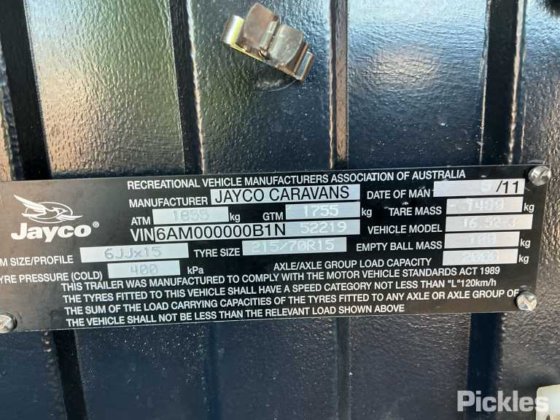 RECREATIONAL VEHICLE MANUFACTURERS ASSOCIATION OF AUSTRALIA
MANUFACTURER JAYCO CARAVANS DATE OF MAN /11
ATM kg GTM 1755 kg TARE MASS kg
Jayco
VIN 6AM000000B1N 52219 VEHICLE MODEL
M SIZE/PROFILE 6JJx15 TYRE SIZE 215/70R15 EMPTY BALL MASS kg
YRE PRESSURE (COLD) 400 kPa AXLE/AXLE GROUP LOAD CAPACITY kg
THIS TRAILER WAS MANUFACTURED TO COMPLY WITH THE MOTOR VEHICLE STANDARDS ACT 1989
THE TYRES FITTED TO THIS VEHICLE SHALL HAVE A SPEED CATEGORY NOT LESS THAN "L"120km/h
THE SUM OF THE LOAD CARRYING CAPACITIES OF THE TYRES FITTED TO ANY AXLE OR AXLE GROUP OF
THE VEHICLE SHALL NOT BE LESS THAN THE RELEVANT LOAD SHOWN ABOVE
Pickles